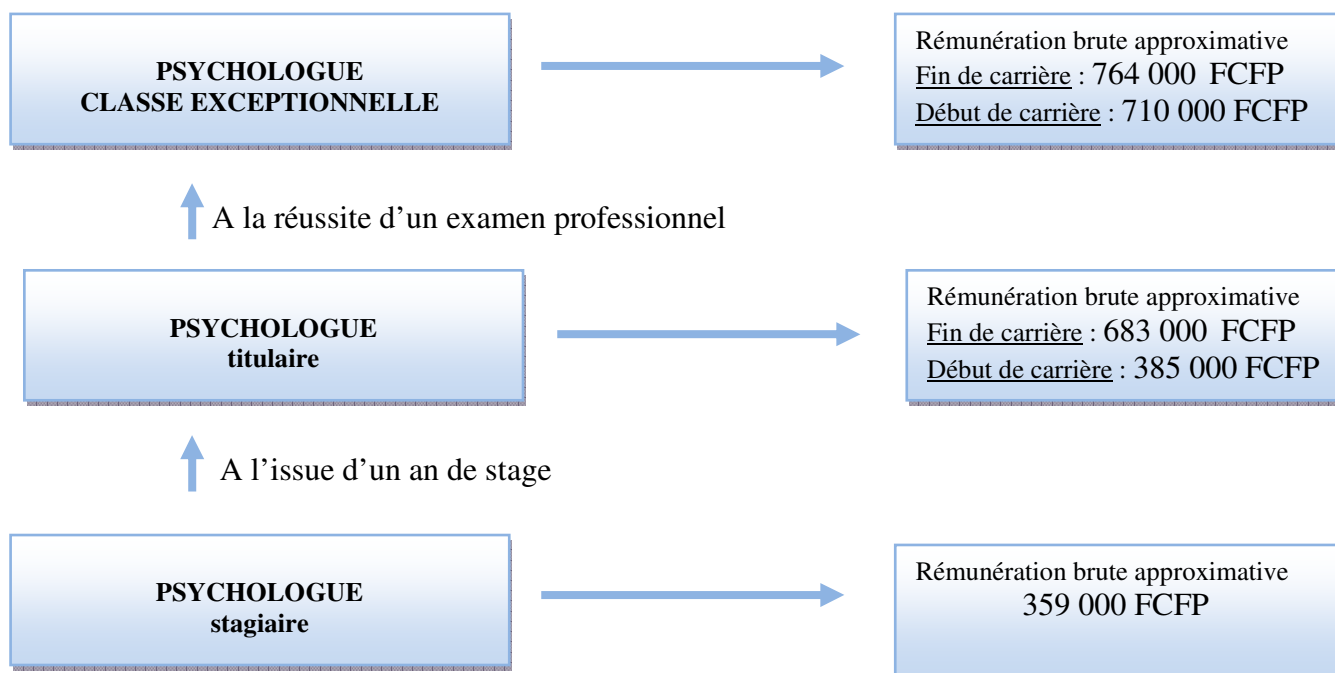 PSYCHOLOGUE
CLASSE EXCEPTIONNELLE
Rémunération brute approximative
Fin de carrière : 764 000 FCFP
Début de carrière : 710 000 FCFP
A la réussite d’un examen professionnel
PSYCHOLOGUE
titulaire
Rémunération brute approximative
Fin de carrière : 683 000 FCFP
Début de carrière : 385 000 FCFP
A l’issue d’un an de stage
PSYCHOLOGUE
stagiaire
Rémunération brute approximative
359 000 FCFP